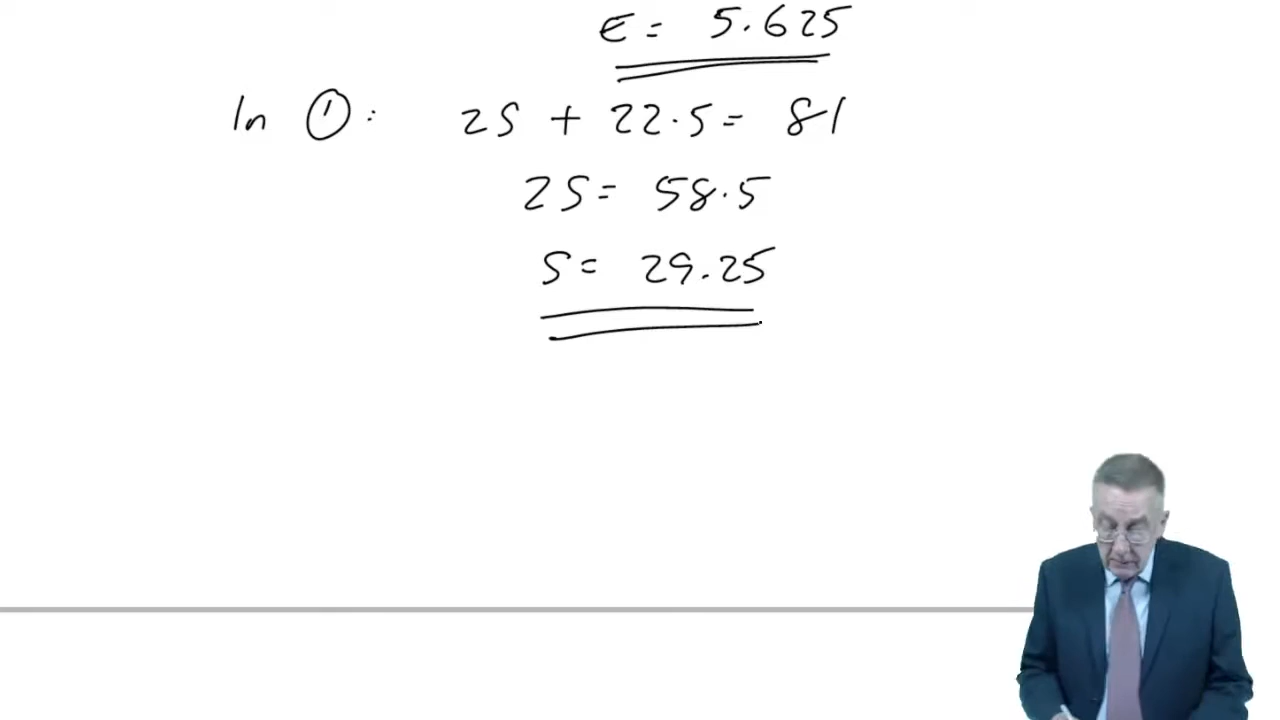 E = 5.625
In ①: 2S + 22.5 = 81
2S = 58.5
S = 29.25